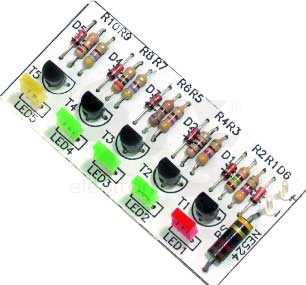 R10R9
R8R7
R6R5
R4R3
R2R1D6
D5
D4
D2
D1
T5
T4
T3
T2
T1
LED5
LED4
LED3
LED2
LED1
NE524